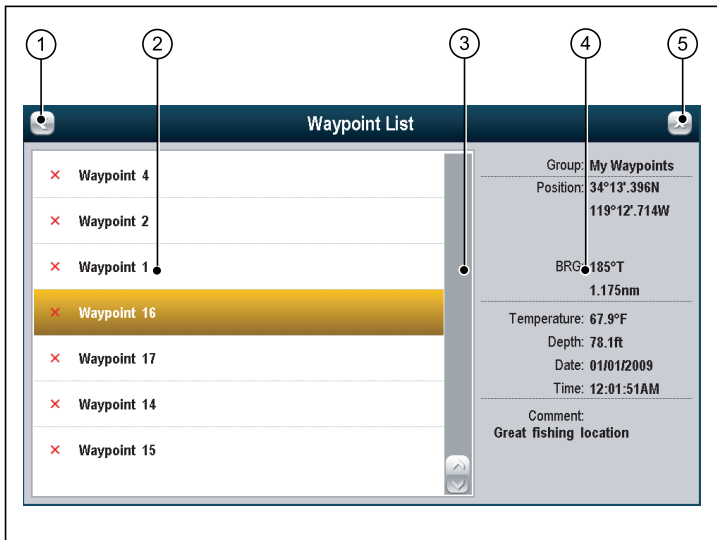 1 2 3 4 5
Waypoint List
× Waypoint 4
× Waypoint 2
× Waypoint 1
× Waypoint 16
× Waypoint 17
× Waypoint 14
× Waypoint 15
Group: My Waypoints
Position: 34°13'.396N
119°12'.714W
BRG: 185°T
1.175nm
Temperature: 67.9°F
Depth: 78.1ft
Date: 01/01/2009
Time: 12:01:51AM
Comment:
Great fishing location